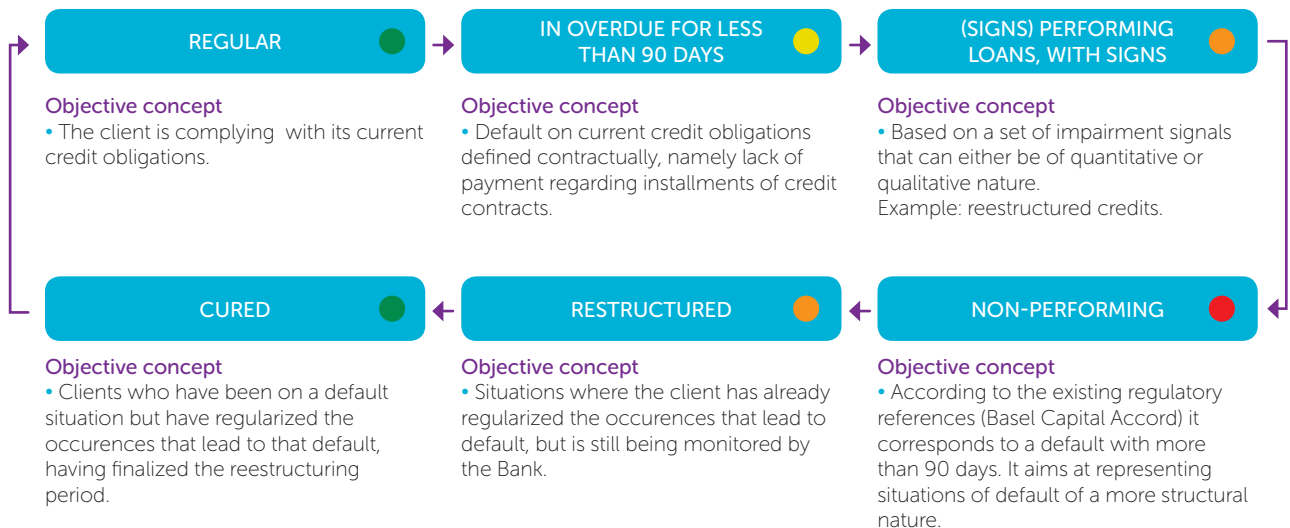 REGULAR
IN OVERDUE FOR LESS
THAN 90 DAYS
(SIGNS) PERFORMING
LOANS, WITH SIGNS
Objective concept
• The client is complying with its current
credit obligations.
Objective concept
• Default on current credit obligations
defined contractually, namely lack of
payment regarding installments of credit
contracts.
Objective concept
• Based on a set of impairment signals
that can either be of quantitative or
qualitative nature.
Example: reestructured credits.
CURED
RESTRUCTURED
NON-PERFORMING
Objective concept
• Clients who have been on a default
situation but have regularized the
occurences that lead to that default,
having finalized the reestructuring
period.
Objective concept
• Situations where the client has already
regularized the occurences that lead to
default, but is still being monitored by
the Bank.
Objective concept
• According to the existing regulatory
references (Basel Capital Accord) it
corresponds to a default with more
than 90 days. It aims at representing
situations of default of a more structural
nature.